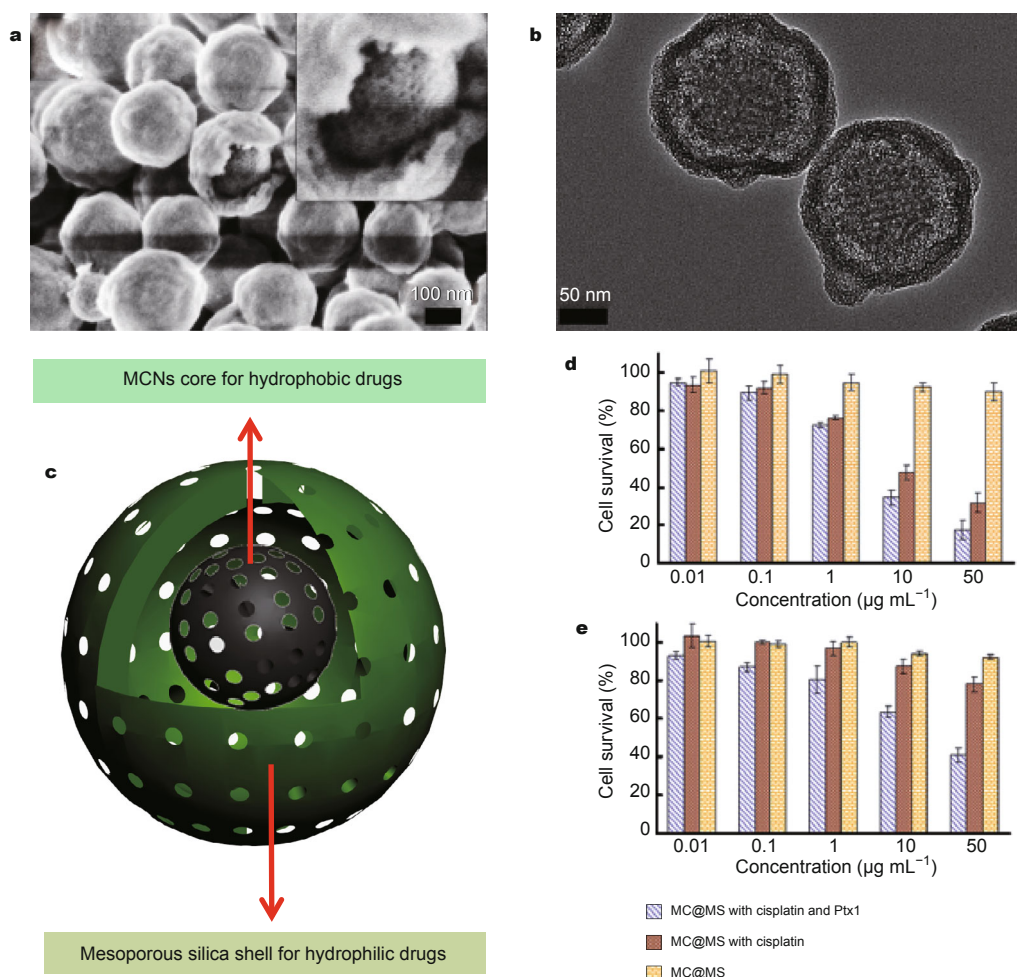 a
100 nm
b
50 nm
MCNs core for hydrophobic drugs
c
Mesoporous silica shell for hydrophilic drugs
d
Cell survival (%)
100
80
60
40
20
0
0.01 0.1 1 10 50
Concentration (µg mL⁻¹)
e
Cell survival (%)
100
80
60
40
20
0
0.01 0.1 1 10 50
Concentration (µg mL⁻¹)
MC@MS with cisplatin and Ptx1
MC@MS with cisplatin
MC@MS